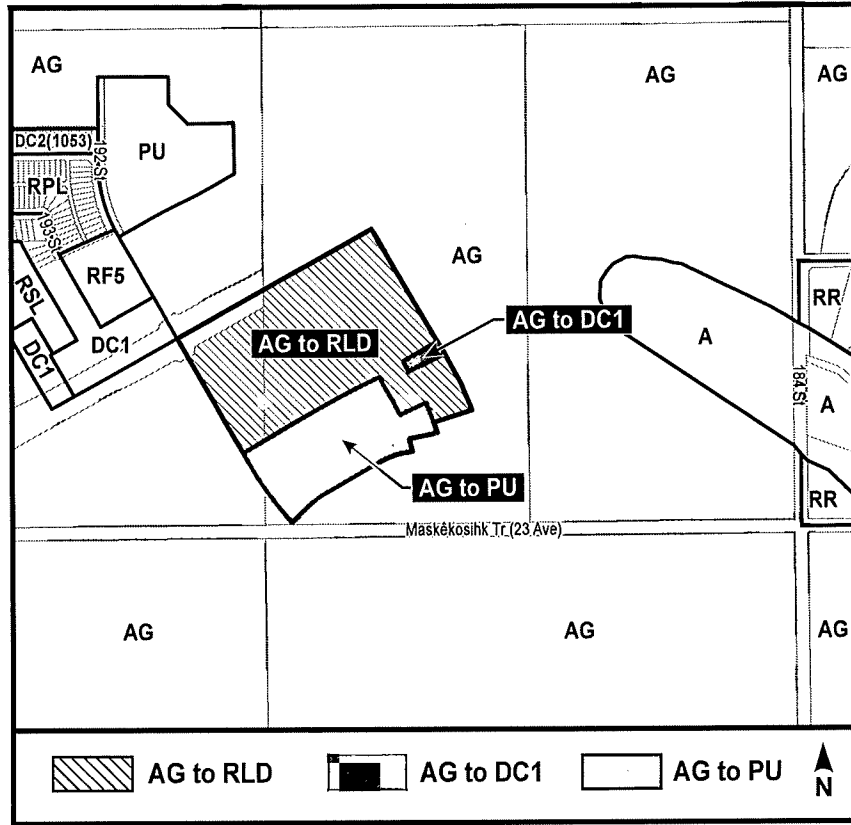 AG
AG
AG
DC2(1053)
192 St
PU
RPL
193 St
AG
RF5
RSL
RR
AG to DC1
DC1
DC1
AG to RLD
A
184 St
A
AG to PU
RR
Maskêkosihk Tr (23 Ave)
AG
AG
AG
AG to RLD
AG to DC1
AG to PU
N